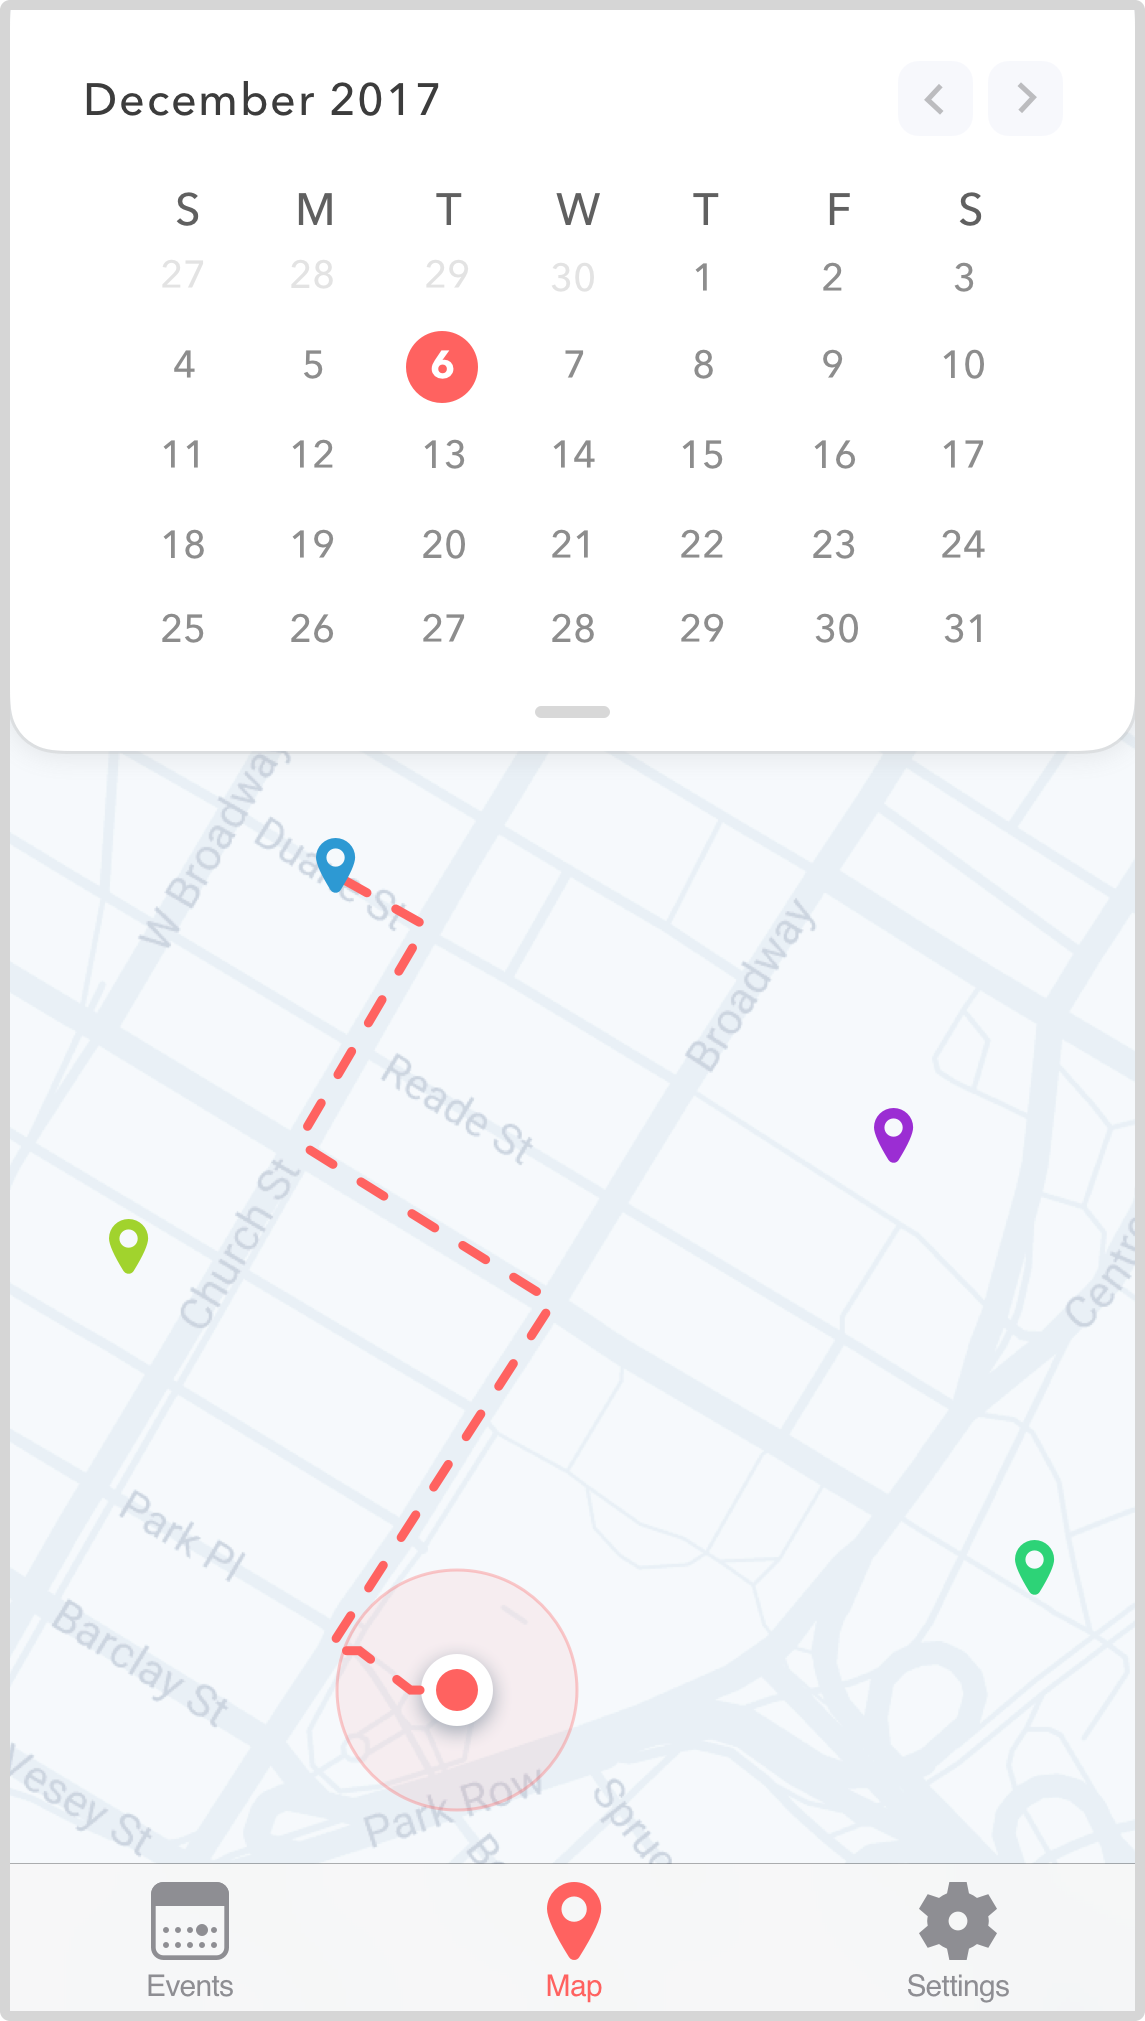 December 2017
S M T W T F S
27 28 29 30 1 2 3
4 5 6 7 8 9 10
11 12 13 14 15 16 17
18 19 20 21 22 23 24
25 26 27 28 29 30 31
W Broadway
Duane St
Broadway
Reade St
Church St
Centre
Park Pl
Barclay St
Vesey St
Park Row
Spruc
Be
Events Map Settings